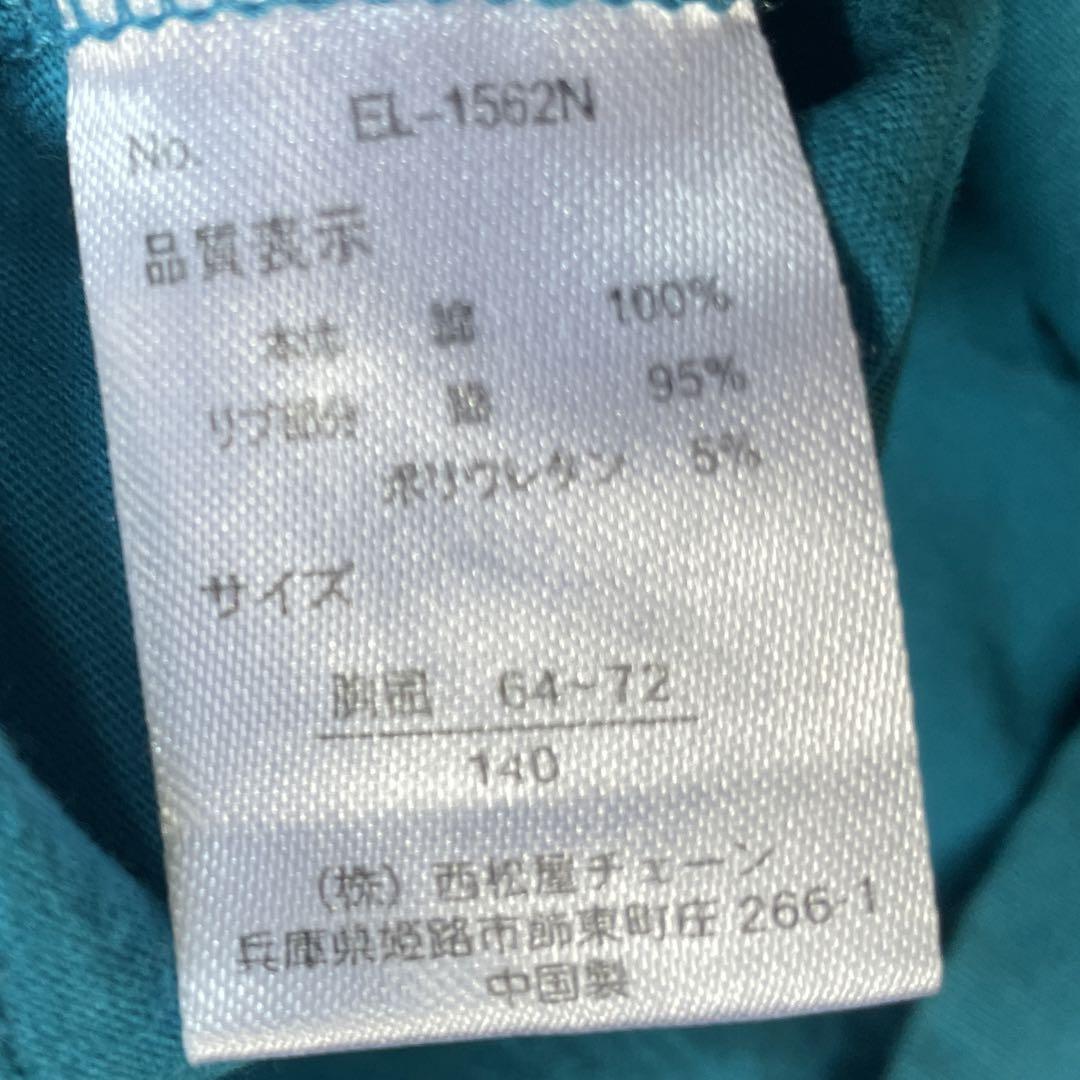 No. EL-1562N
品質表示
本体 綿 100%
リブ部分 綿 95%
ポリウレタン 5%
サイズ
胸囲 64~72
140
(株) 西松屋チェーン
兵庫県姫路市飾東町庄 266-1
中国製